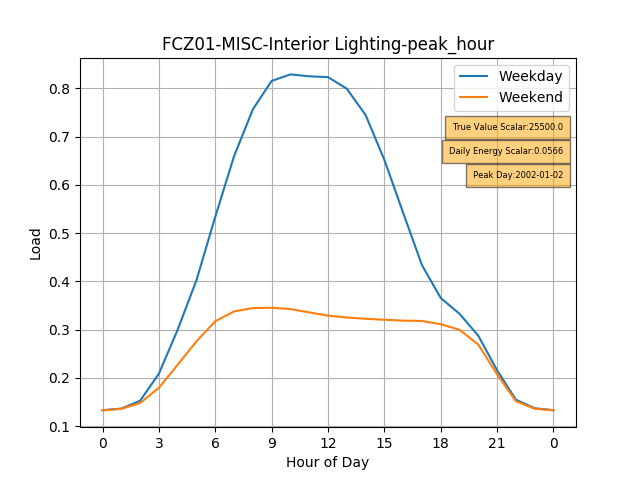 FCZ01-MISC-Interior Lighting-peak_hour
Weekday
Weekend
True Value Scalar:25500.0
Daily Energy Scalar:0.0566
Peak Day:2002-01-02
Load
0.8
0.7
0.6
0.5
0.4
0.3
0.2
0.1
0 3 6 9 12 15 18 21 0
Hour of Day